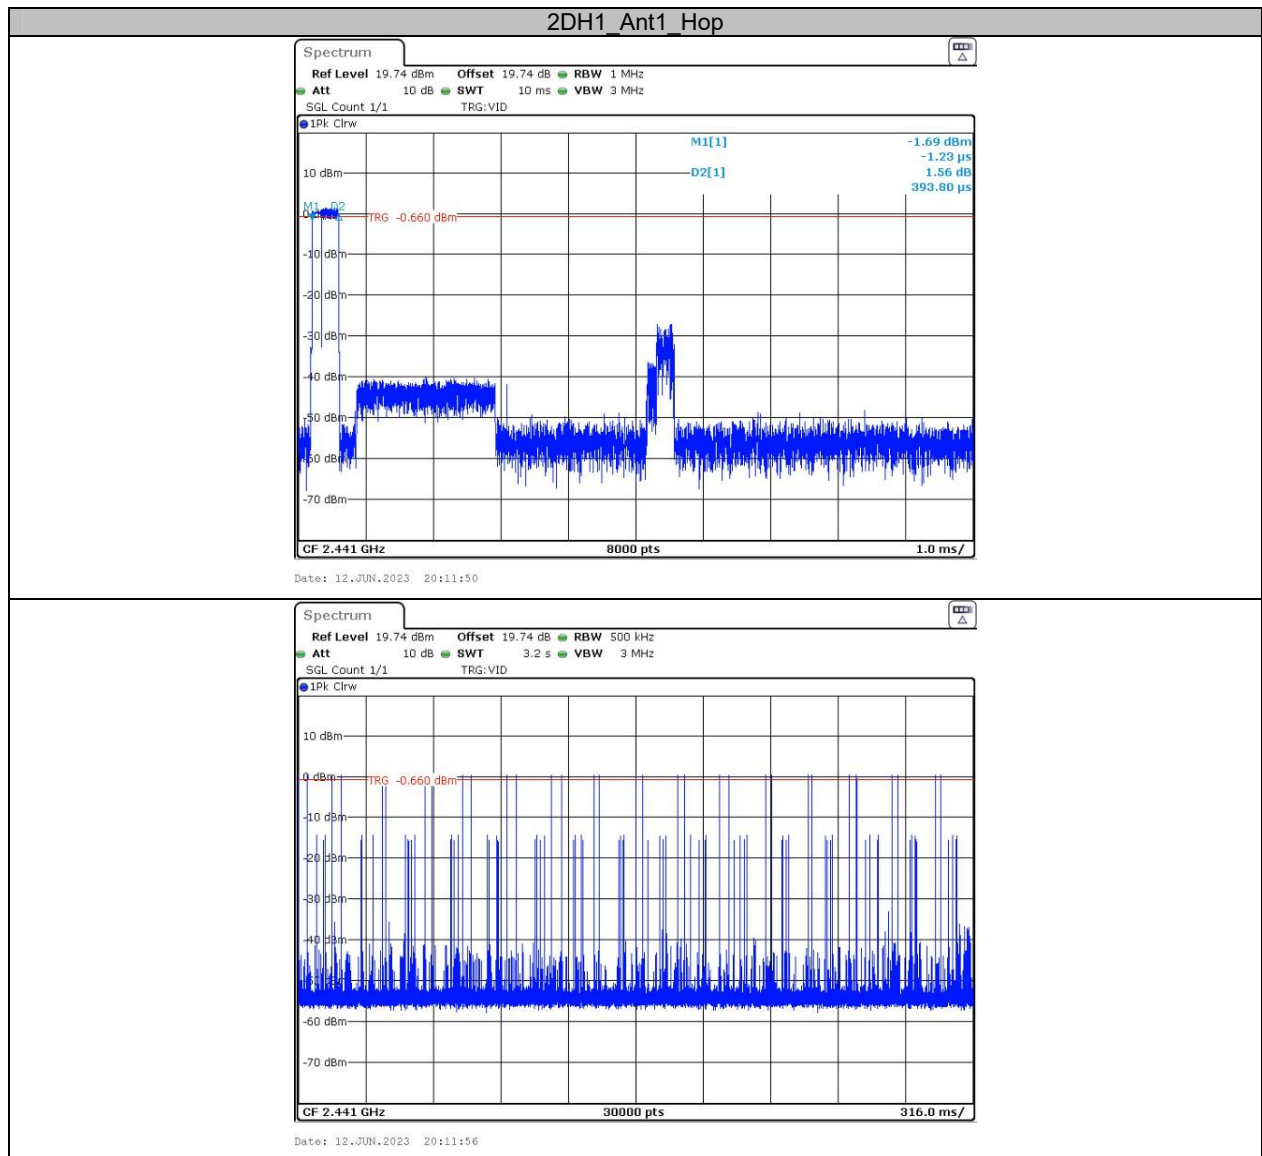 2DH1_Ant1_Hop
Spectrum
Ref Level 19.74 dBm Offset 19.74 dB RBW 1 MHz
Att 10 dB SWT 10 ms VBW 3 MHz
SGL Count 1/1 TRG:VID
1Pk Clrw
M1[1] -1.69 dBm
-1.23 µs
10 dBm D2[1] 1.56 dB
393.80 µs
M1 D2
TRG -0.660 dBm
-10 dBm
-20 dBm
-30 dBm
-40 dBm
-50 dBm
-60 dBm
-70 dBm
CF 2.441 GHz 8000 pts 1.0 ms/
Date: 12.JUN.2023 20:11:50
Spectrum
Ref Level 19.74 dBm Offset 19.74 dB RBW 500 kHz
Att 10 dB SWT 3.2 s VBW 3 MHz
SGL Count 1/1 TRG:VID
1Pk Clrw
10 dBm
0 dBm TRG -0.660 dBm
-10 dBm
-20 dBm
-30 dBm
-40 dBm
-60 dBm
-70 dBm
CF 2.441 GHz 30000 pts 316.0 ms/
Date: 12.JUN.2023 20:11:56